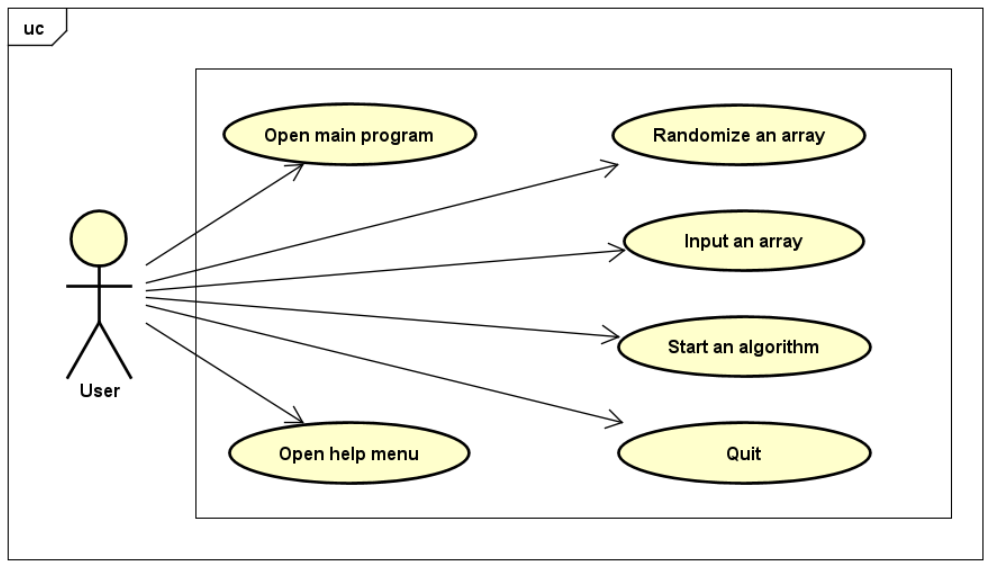 uc
Open main program
Randomize an array
Input an array
Start an algorithm
User
Open help menu
Quit